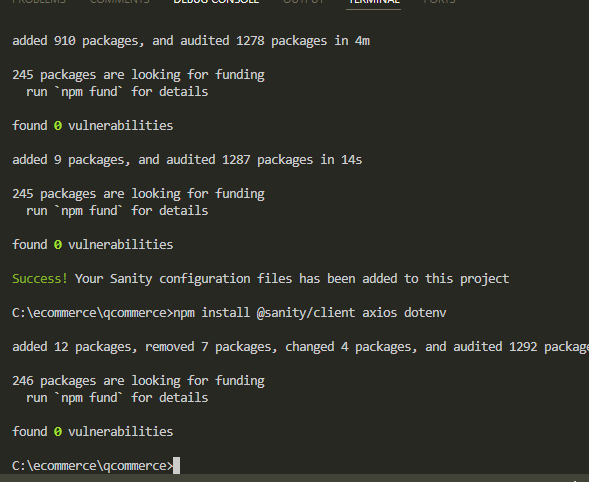 PROBLEMS COMMENTS DEBUG CONSOLE OUTPUT TERMINAL PORTS
added 910 packages, and audited 1278 packages in 4m
245 packages are looking for funding
run `npm fund` for details
found 0 vulnerabilities
added 9 packages, and audited 1287 packages in 14s
245 packages are looking for funding
run `npm fund` for details
found 0 vulnerabilities
Success! Your Sanity configuration files has been added to this project
C:\ecommerce\qcommerce>npm install @sanity/client axios dotenv
added 12 packages, removed 7 packages, changed 4 packages, and audited 1292 package
246 packages are looking for funding
run `npm fund` for details
found 0 vulnerabilities
C:\ecommerce\qcommerce>